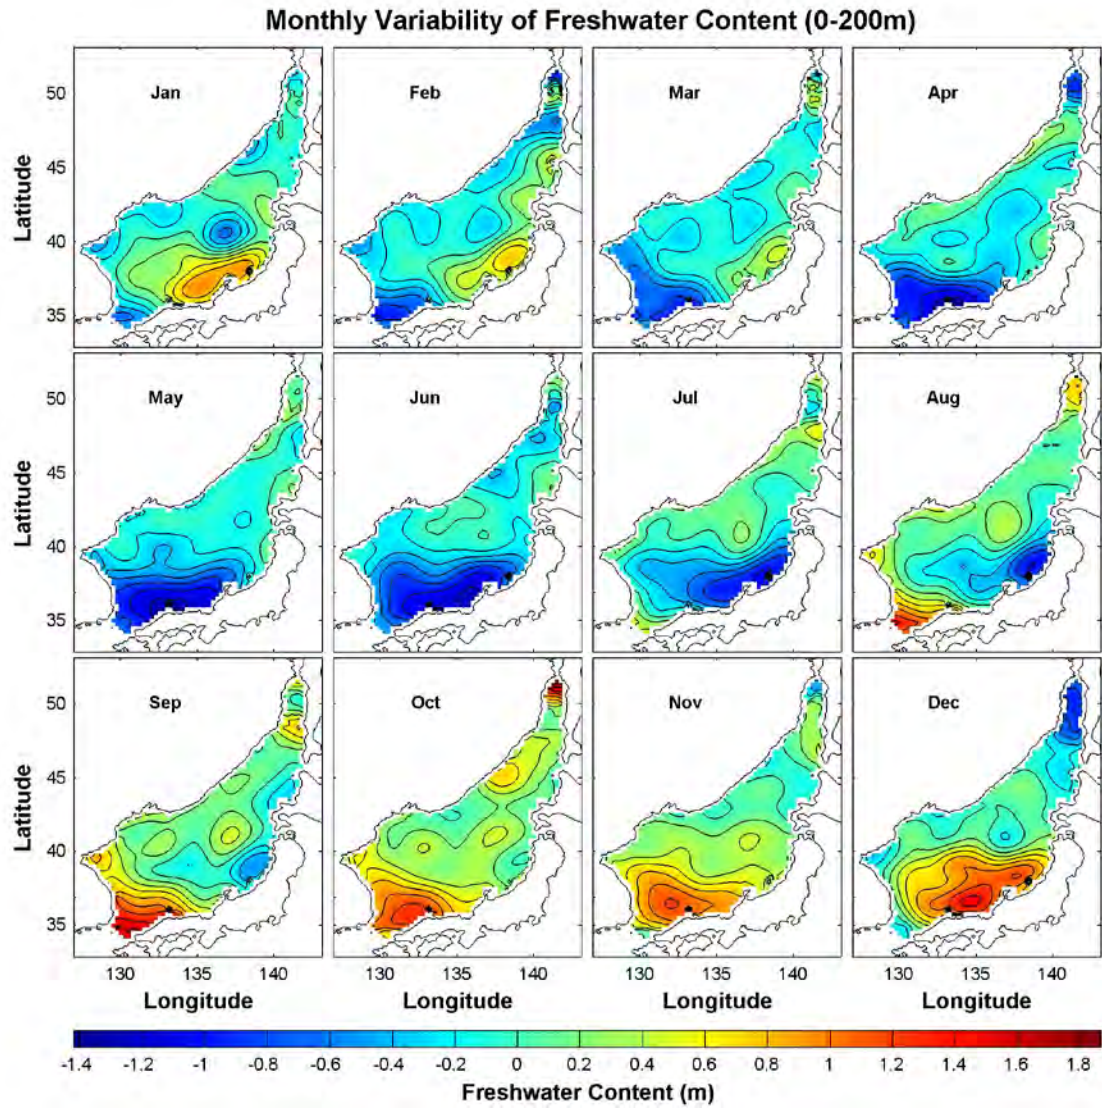 Monthly Variability of Freshwater Content (0-200m)
Jan Feb Mar Apr
50
45
40
35
Latitude
May Jun Jul Aug
50
45
40
35
Latitude
Sep Oct Nov Dec
50
45
40
35
Latitude
130 135 140 130 135 140 130 135 140 130 135 140
Longitude Longitude Longitude Longitude
-1.4 -1.2 -1 -0.8 -0.6 -0.4 -0.2 0 0.2 0.4 0.6 0.8 1 1.2 1.4 1.6 1.8
Freshwater Content (m)